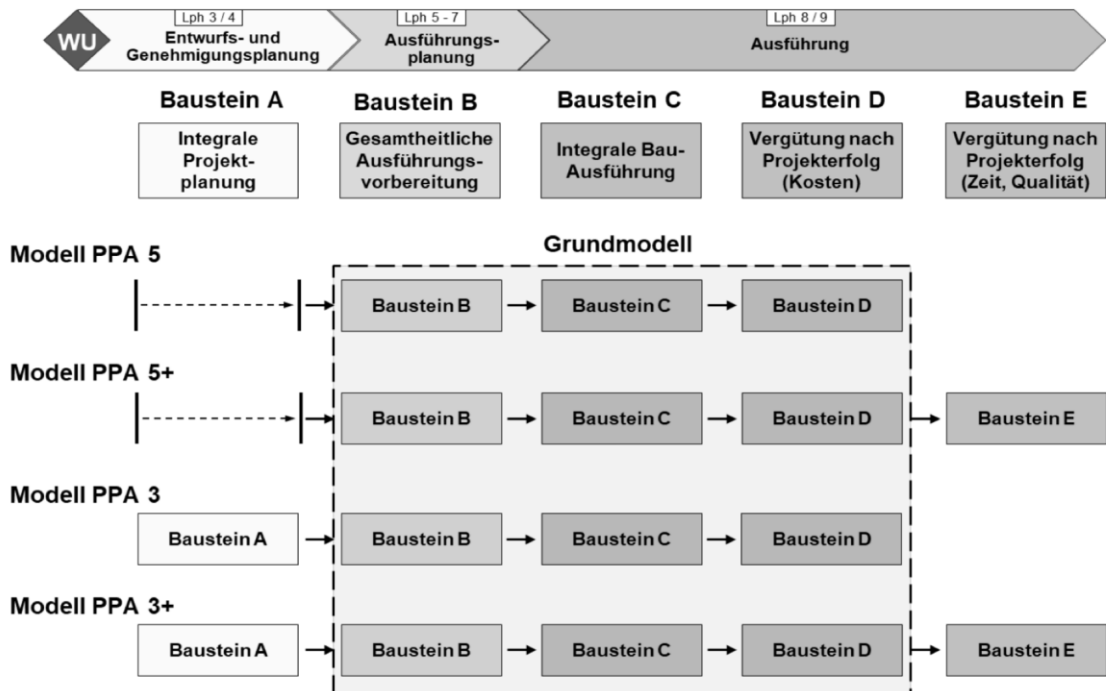 Lph 3 / 4
Lph 5 - 7
Lph 8 / 9
WU
Entwurfs- und
Genehmigungsplanung
Ausführungs-
planung
Ausführung
Baustein A
Baustein B
Baustein C
Baustein D
Baustein E
Integrale
Projekt-
planung
Gesamtheitliche
Ausführungs-
vorbereitung
Integrale Bau-
Ausführung
Vergütung nach
Projekterfolg
(Kosten)
Vergütung nach
Projekterfolg
(Zeit, Qualität)
Grundmodell
Modell PPA 5
Baustein B
Baustein C
Baustein D
Modell PPA 5+
Baustein B
Baustein C
Baustein D
Baustein E
Modell PPA 3
Baustein A
Baustein B
Baustein C
Baustein D
Modell PPA 3+
Baustein A
Baustein B
Baustein C
Baustein D
Baustein E